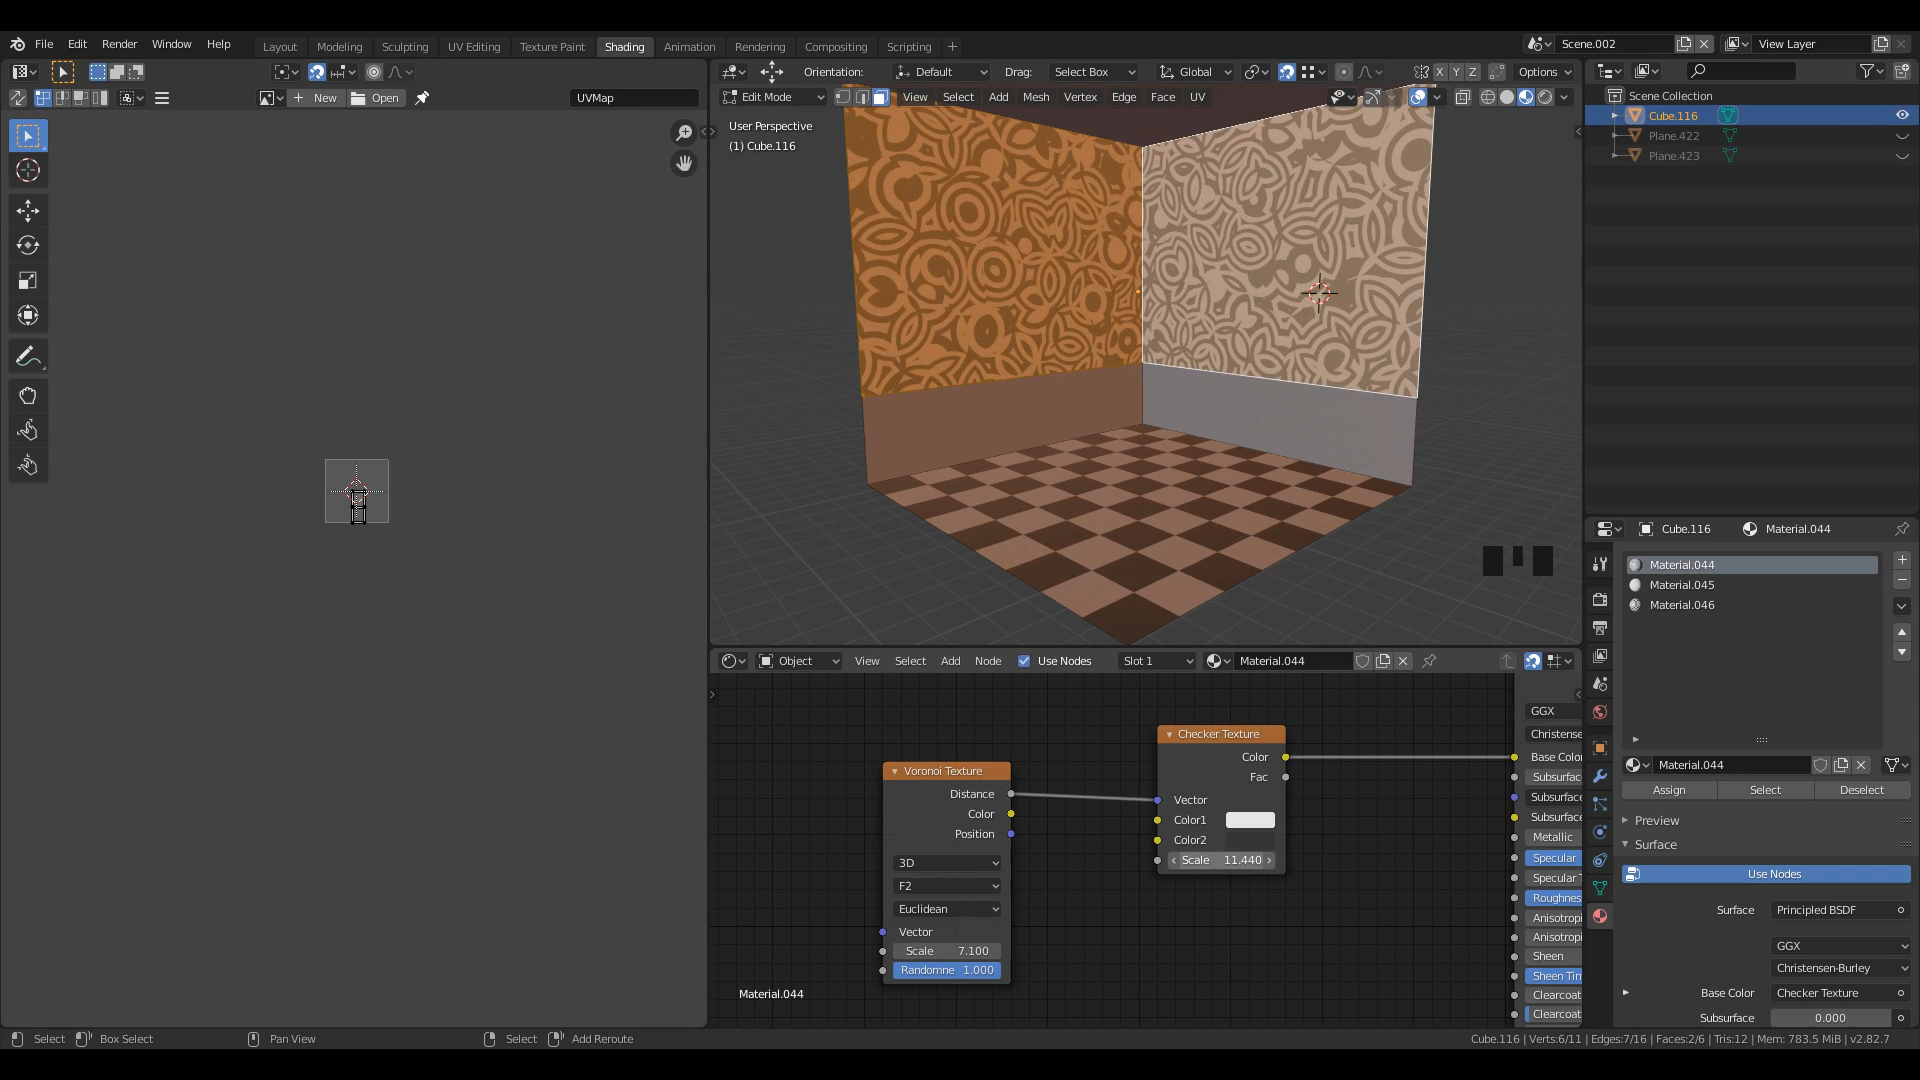 File Edit Render Window Help
Layout Modeling Sculpting UV Editing Texture Paint Shading Animation Rendering Compositing Scripting +
Scene.002
View Layer
Orientation: Default Drag: Select Box Global Options
X Y Z
New Open
UVMap
Edit Mode View Select Add Mesh Vertex Edge Face UV
User Perspective
(1) Cube.116
Scene Collection
Cube.116
Plane.422
Plane.423
Cube.116 Material.044
Material.044
Material.045
Material.046
Material.044
Assign Select Deselect
Preview
Surface
Use Nodes
Surface Principled BSDF
GGX
Christensen-Burley
Base Color Checker Texture
Subsurface 0.000
Object View Select Add Node Use Nodes Slot 1 Material.044
Voronoi Texture
Distance
Color
Position
3D
F2
Euclidean
Vector
Scale 7.100
Randomne 1.000
Checker Texture
Color
Fac
Vector
Color1
Color2
Scale 11.440
GGX
Christense
Base Colo
Subsurfac
Subsurfac
Subsurfac
Metallic
Specular
Specular T
Roughnes
Anisotropi
Anisotropi
Sheen
Sheen Tin
Clearcoat
Clearcoat
Material.044
Select Box Select Pan View Select Add Reroute
Cube.116 | Verts:6/11 | Edges:7/16 | Faces:2/6 | Tris:12 | Mem: 783.5 MiB | v2.82.7